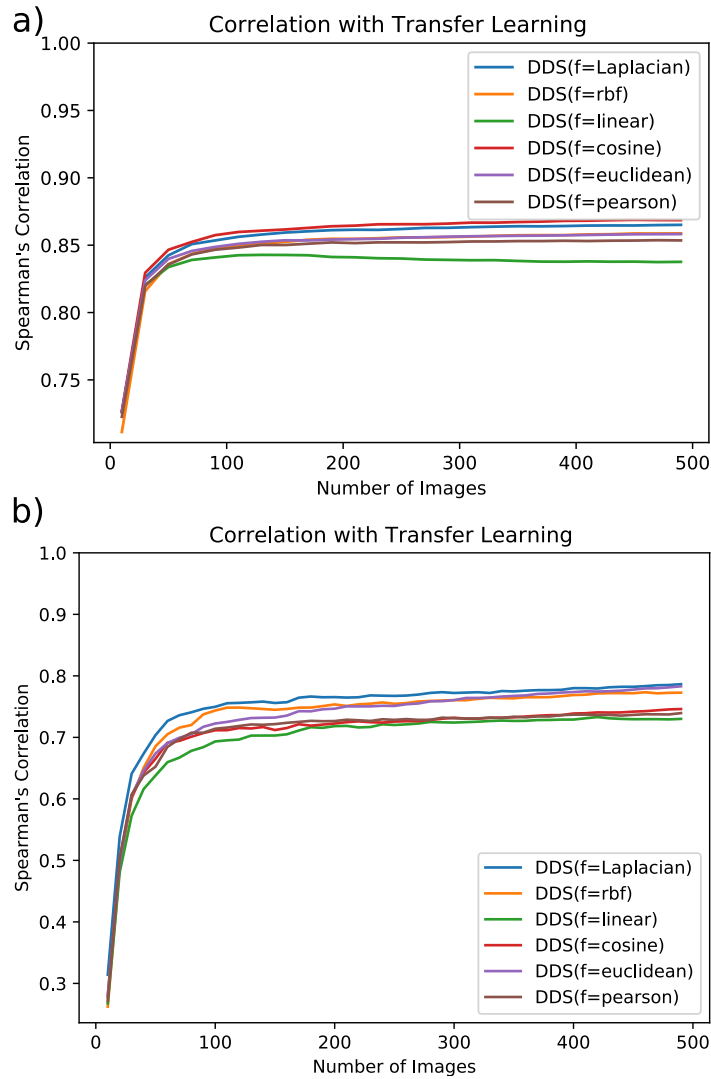 a)
Correlation with Transfer Learning
1.00
0.95
0.90
0.85
0.80
0.75
Spearman's Correlation
DDS(f=Laplacian)
DDS(f=rbf)
DDS(f=linear)
DDS(f=cosine)
DDS(f=euclidean)
DDS(f=pearson)
0 100 200 300 400 500
Number of Images
b)
Correlation with Transfer Learning
1.0
0.9
0.8
0.7
0.6
0.5
0.4
0.3
Spearman's Correlation
DDS(f=Laplacian)
DDS(f=rbf)
DDS(f=linear)
DDS(f=cosine)
DDS(f=euclidean)
DDS(f=pearson)
0 100 200 300 400 500
Number of Images